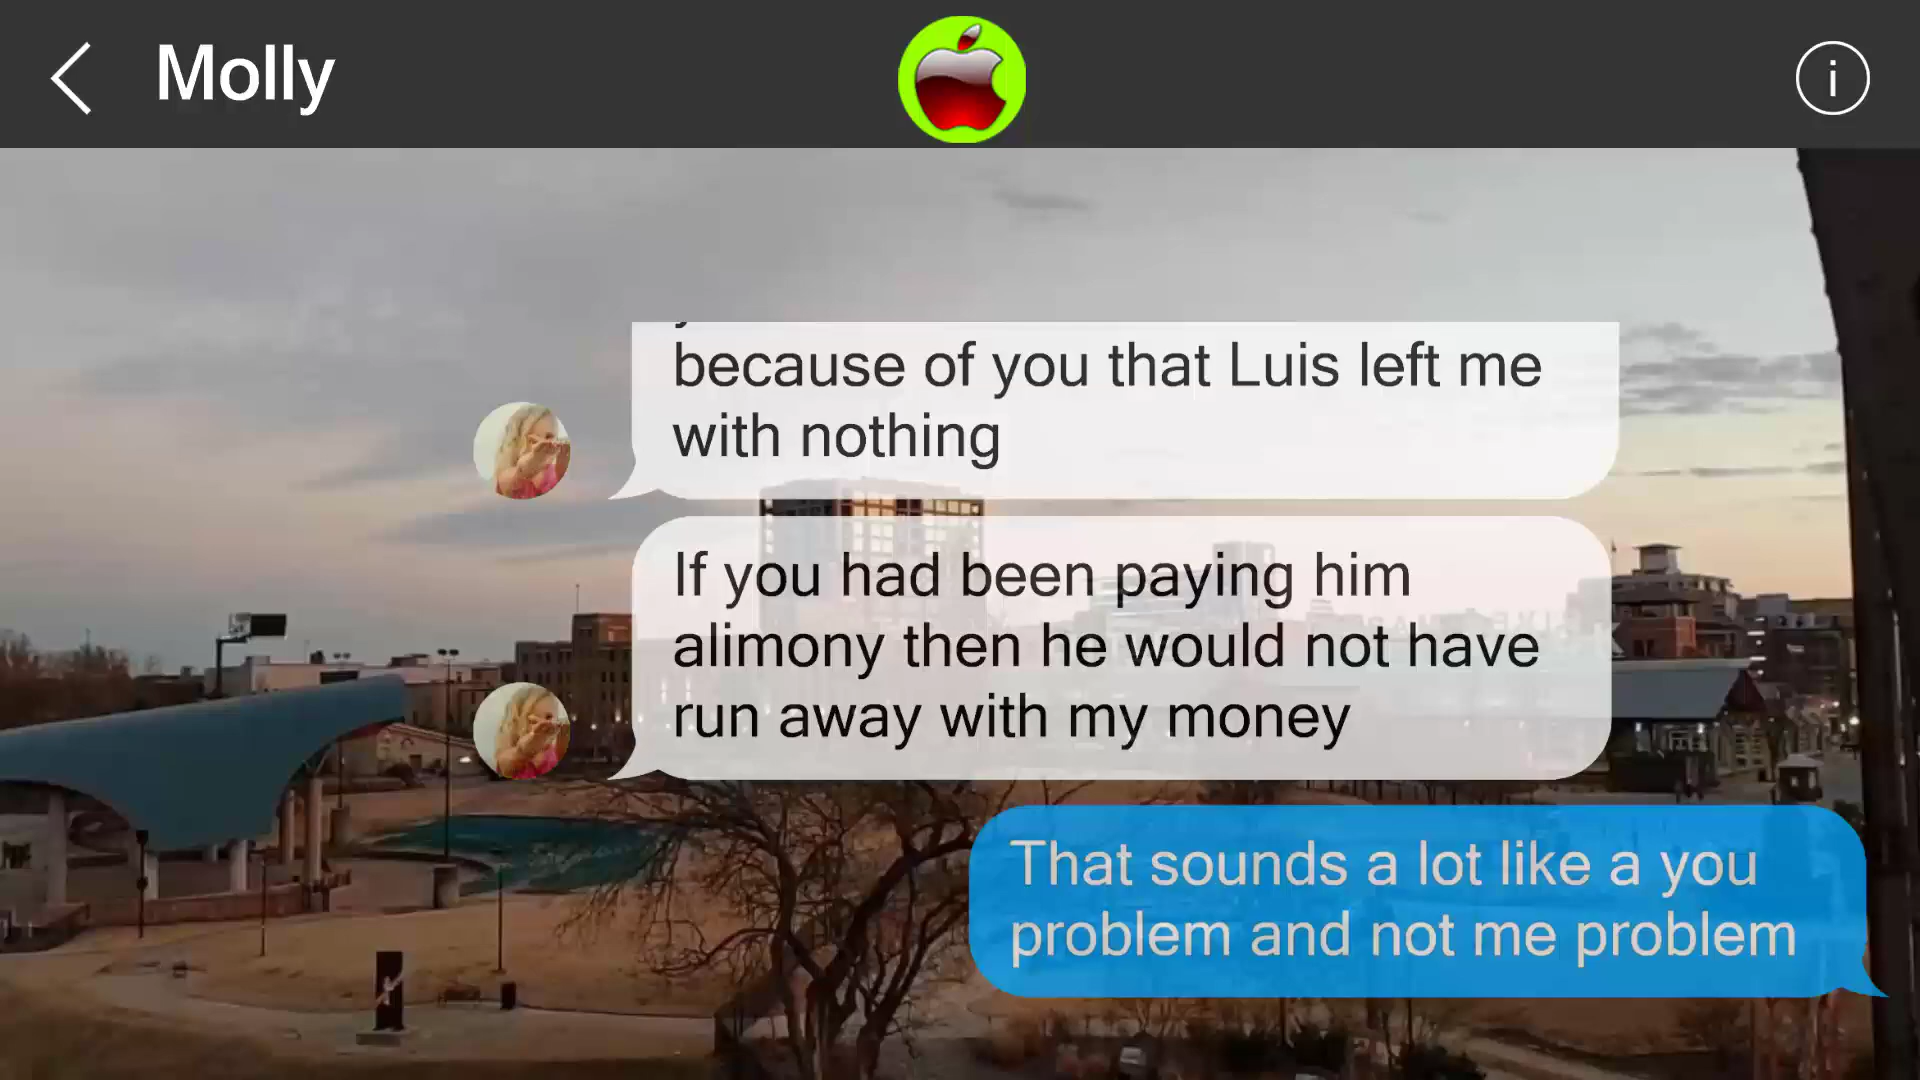 Molly
i
because of you that Luis left me
with nothing
If you had been paying him
alimony then he would not have
run away with my money
That sounds a lot like a you
problem and not me problem